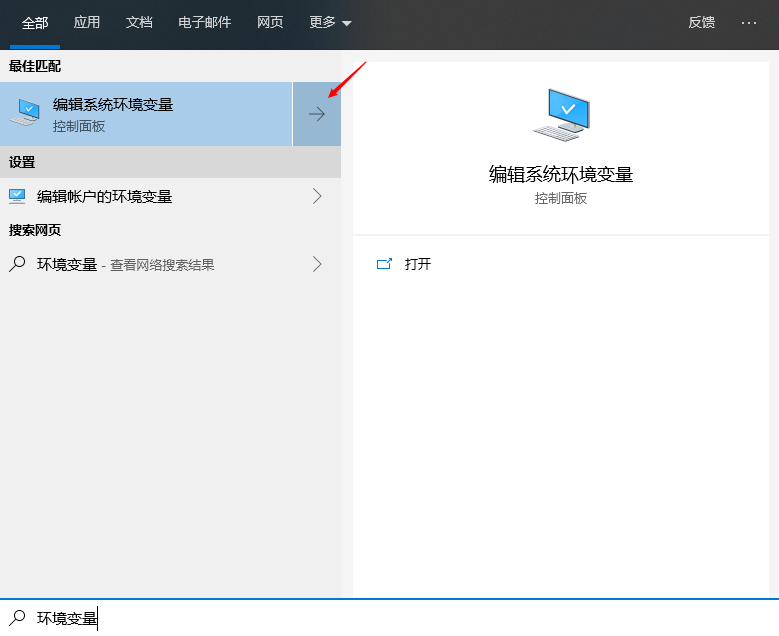 全部 应用 文档 电子邮件 网页 更多 反馈 ...
最佳匹配
编辑系统环境变量
控制面板
设置
编辑帐户的环境变量
搜索网页
环境变量 - 查看网络搜索结果
编辑系统环境变量
控制面板
打开
环境变量